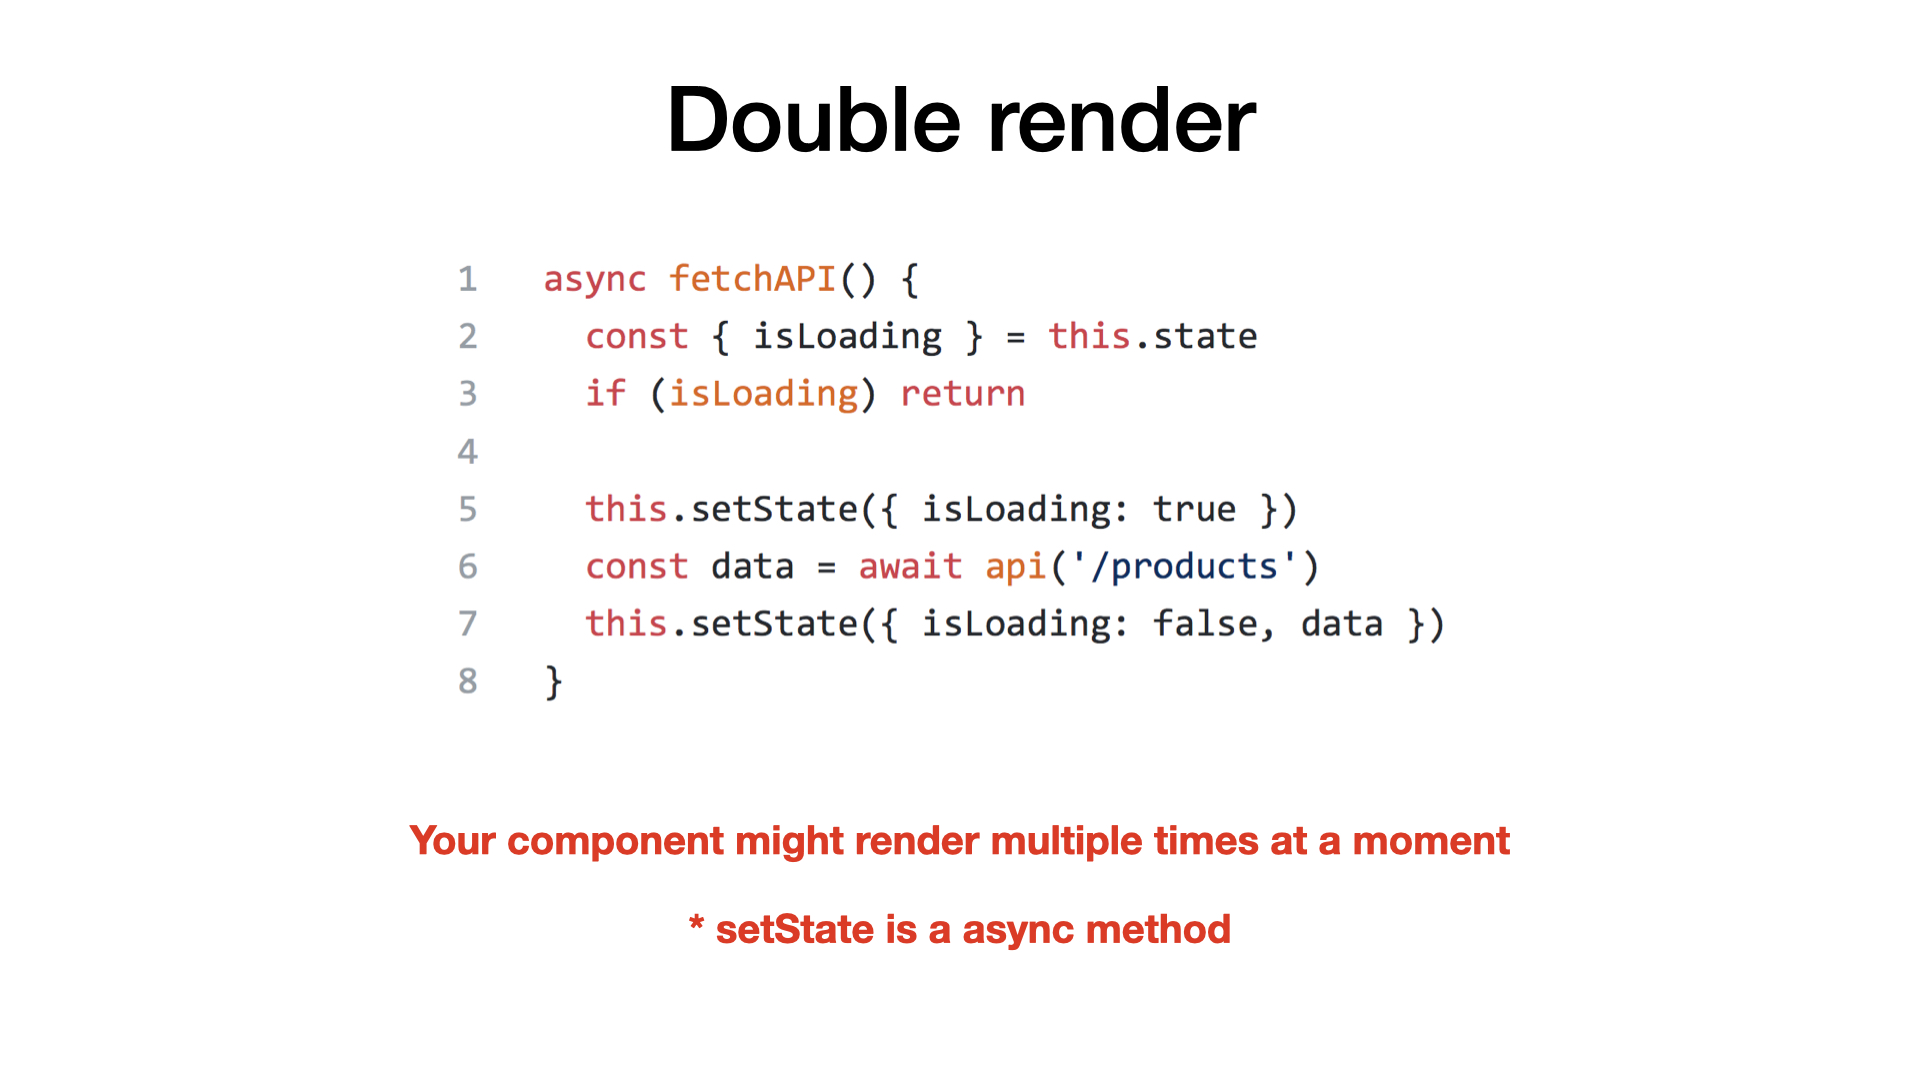 Double render
1 async fetchAPI() {
2 const { isLoading } = this.state
3 if (isLoading) return
4
5 this.setState({ isLoading: true })
6 const data = await api('/products')
7 this.setState({ isLoading: false, data })
8 }
Your component might render multiple times at a moment
* setState is a async method